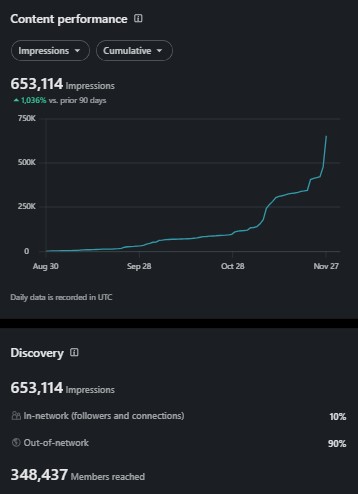 Content performance
Impressions
Cumulative
653,114 Impressions
1,036% vs. prior 90 days
750K
500K
250K
0
Aug 30 Sep 28 Oct 28 Nov 27
Daily data is recorded in UTC
Discovery
653,114 Impressions
In-network (followers and connections) 10%
Out-of-network 90%
348,437 Members reached